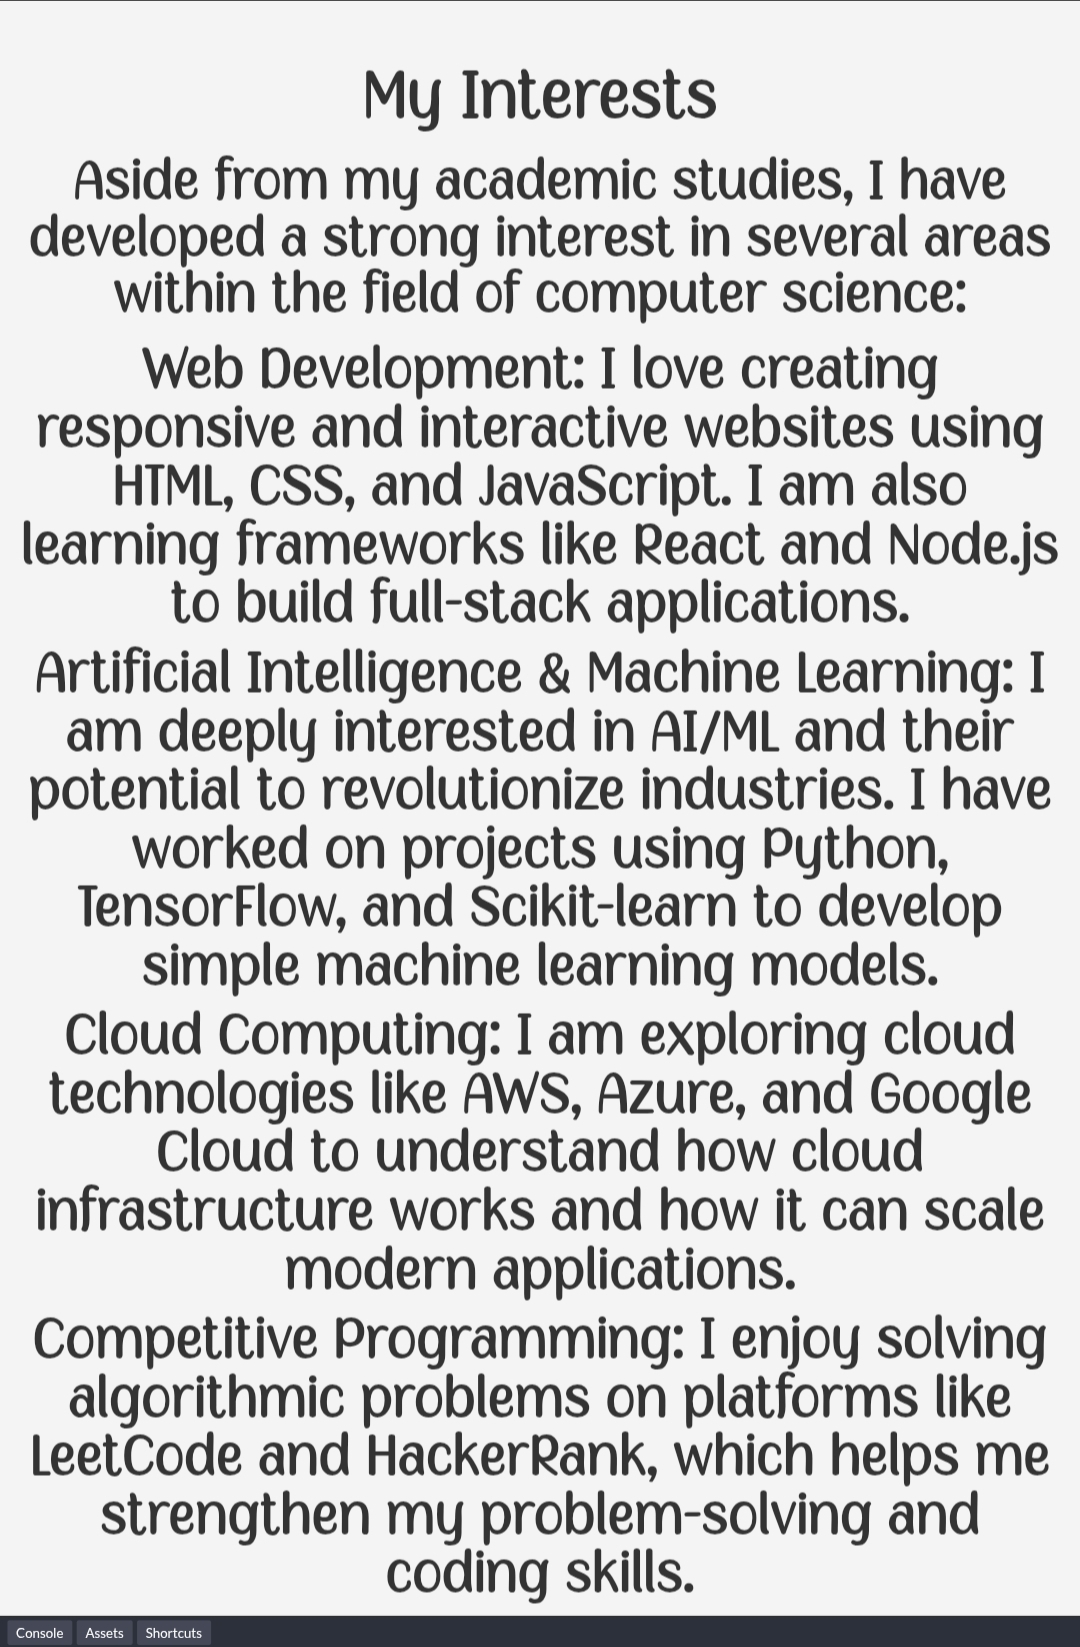 My Interests
Aside from my academic studies, I have
developed a strong interest in several areas
within the field of computer science:
Web Development: I love creating
responsive and interactive websites using
HTML, CSS, and JavaScript. I am also
learning frameworks like React and Node.js
to build full-stack applications.
Artificial Intelligence & Machine Learning: I
am deeply interested in AI/ML and their
potential to revolutionize industries. I have
worked on projects using Python,
TensorFlow, and Scikit-learn to develop
simple machine learning models.
Cloud Computing: I am exploring cloud
technologies like AWS, Azure, and Google
Cloud to understand how cloud
infrastructure works and how it can scale
modern applications.
Competitive Programming: I enjoy solving
algorithmic problems on platforms like
LeetCode and HackerRank, which helps me
strengthen my problem-solving and
coding skills.
Console Assets Shortcuts